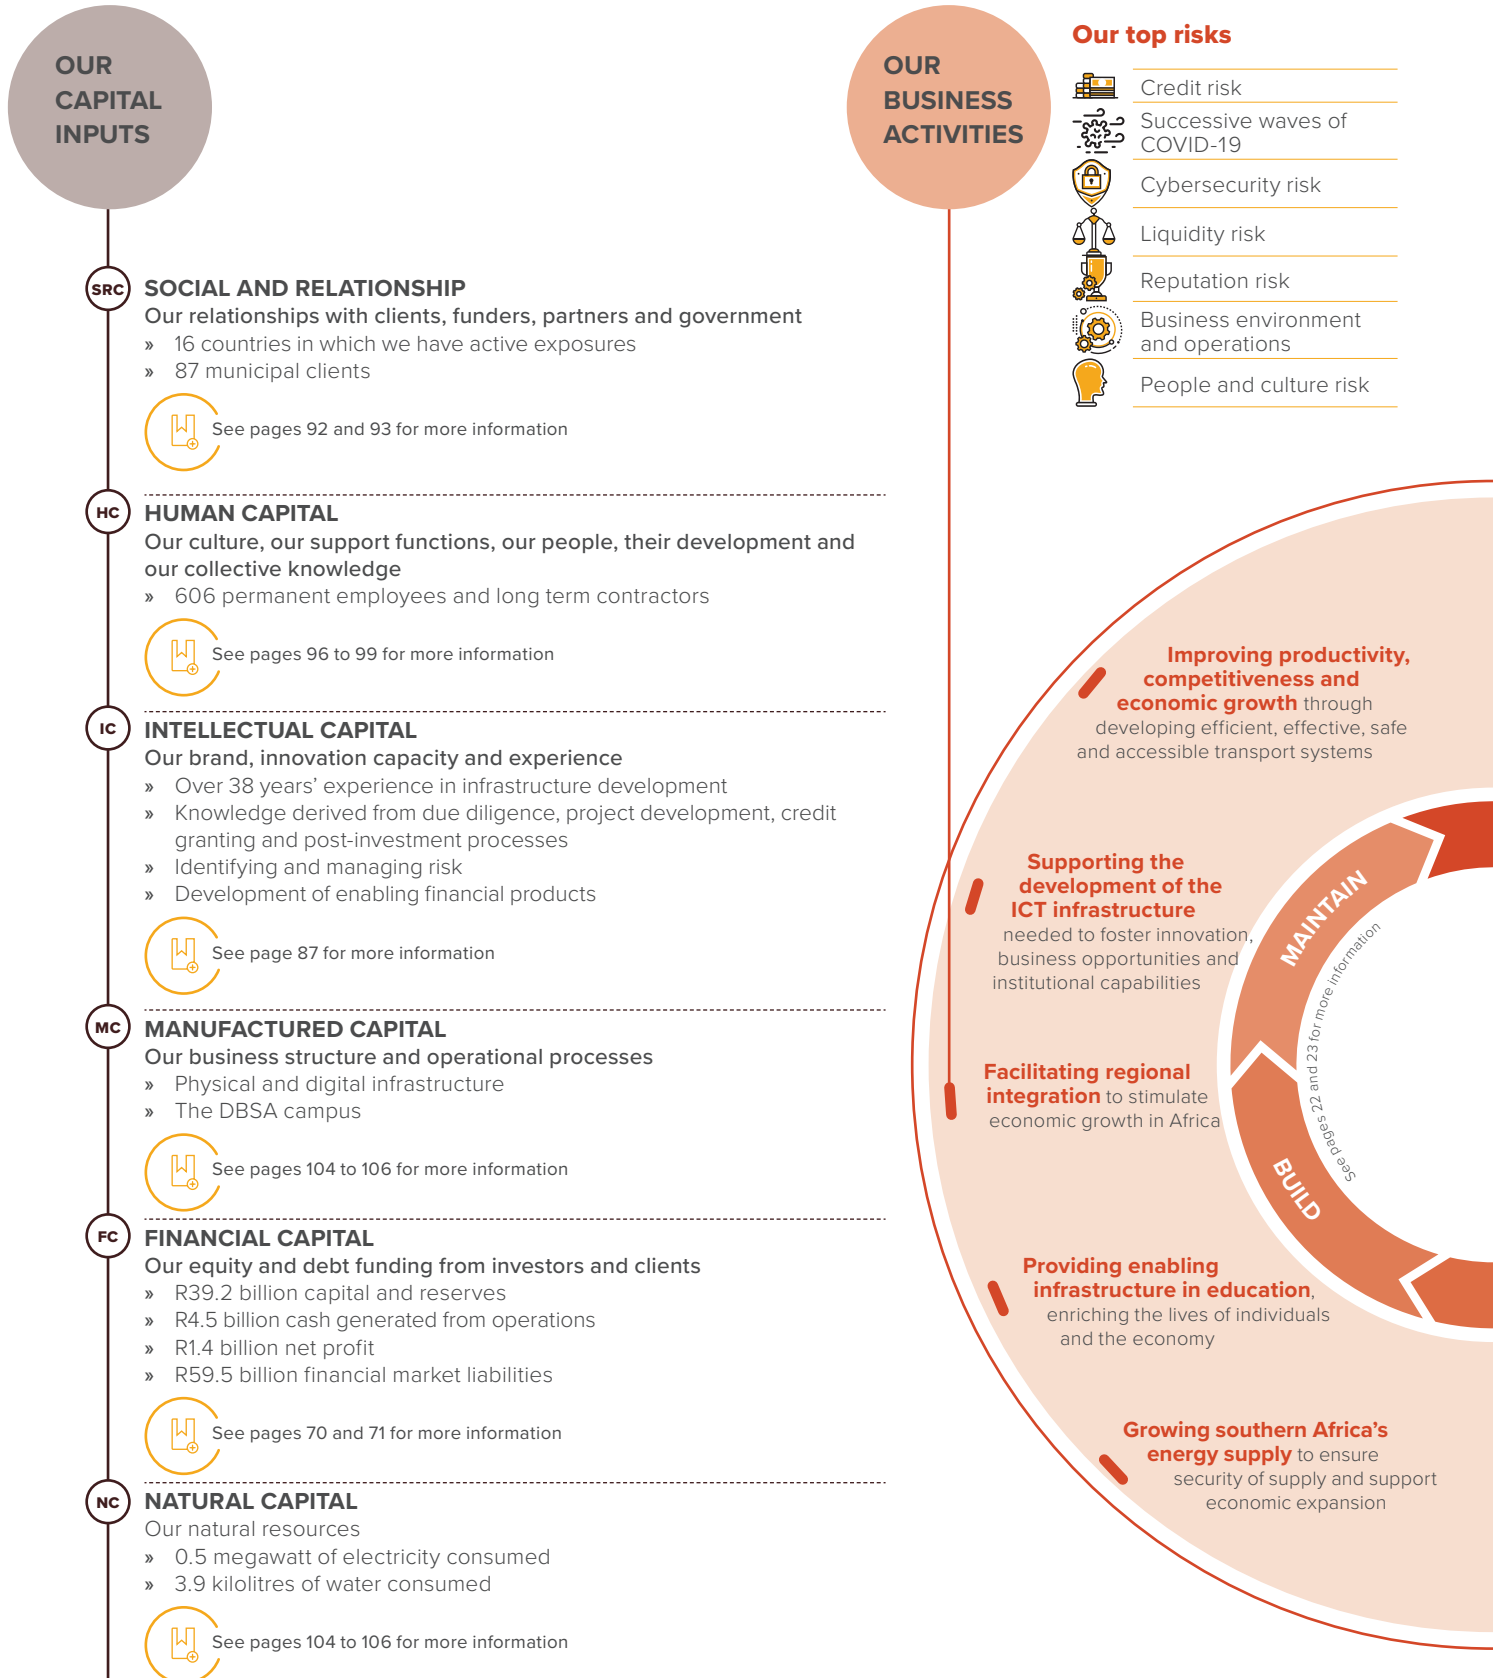 OUR
CAPITAL
INPUTS
SRC
SOCIAL AND RELATIONSHIP
Our relationships with clients, funders, partners and government
» 16 countries in which we have active exposures
» 87 municipal clients
See pages 92 and 93 for more information
HC
HUMAN CAPITAL
Our culture, our support functions, our people, their development and
our collective knowledge
» 606 permanent employees and long term contractors
See pages 96 to 99 for more information
IC
INTELLECTUAL CAPITAL
Our brand, innovation capacity and experience
» Over 38 years’ experience in infrastructure development
» Knowledge derived from due diligence, project development, credit
granting and post-investment processes
» Identifying and managing risk
» Development of enabling financial products
See page 87 for more information
MC
MANUFACTURED CAPITAL
Our business structure and operational processes
» Physical and digital infrastructure
» The DBSA campus
See pages 104 to 106 for more information
FC
FINANCIAL CAPITAL
Our equity and debt funding from investors and clients
» R39.2 billion capital and reserves
» R4.5 billion cash generated from operations
» R1.4 billion net profit
» R59.5 billion financial market liabilities
See pages 70 and 71 for more information
NC
NATURAL CAPITAL
Our natural resources
» 0.5 megawatt of electricity consumed
» 3.9 kilolitres of water consumed
See pages 104 to 106 for more information
OUR
BUSINESS
ACTIVITIES
Our top risks
Credit risk
Successive waves of
COVID-19
Cybersecurity risk
Liquidity risk
Reputation risk
Business environment
and operations
People and culture risk
Improving productivity,
competitiveness and
economic growth through
developing efficient, effective, safe
and accessible transport systems
Supporting the
development of the
ICT infrastructure
needed to foster innovation,
business opportunities and
institutional capabilities
Facilitating regional
integration to stimulate
economic growth in Africa
Providing enabling
infrastructure in education,
enriching the lives of individuals
and the economy
Growing southern Africa’s
energy supply to ensure
security of supply and support
economic expansion
MAINTAIN
BUILD
See pages 22 and 23 for more information